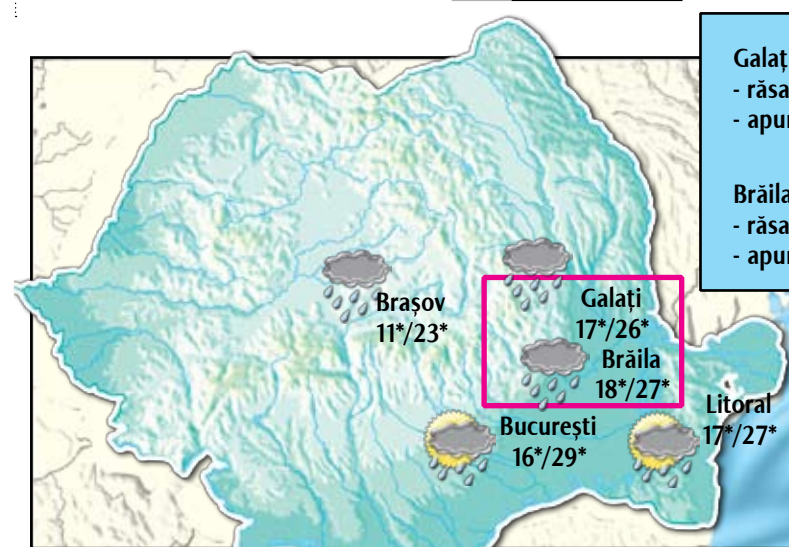 Galaț
- răsa
- apur
Brăila
- răsa
- apur
Brașov
11*/23*
Galați
17*/26*
Brăila
18*/27*
București
16*/29*
Litoral
17*/27*